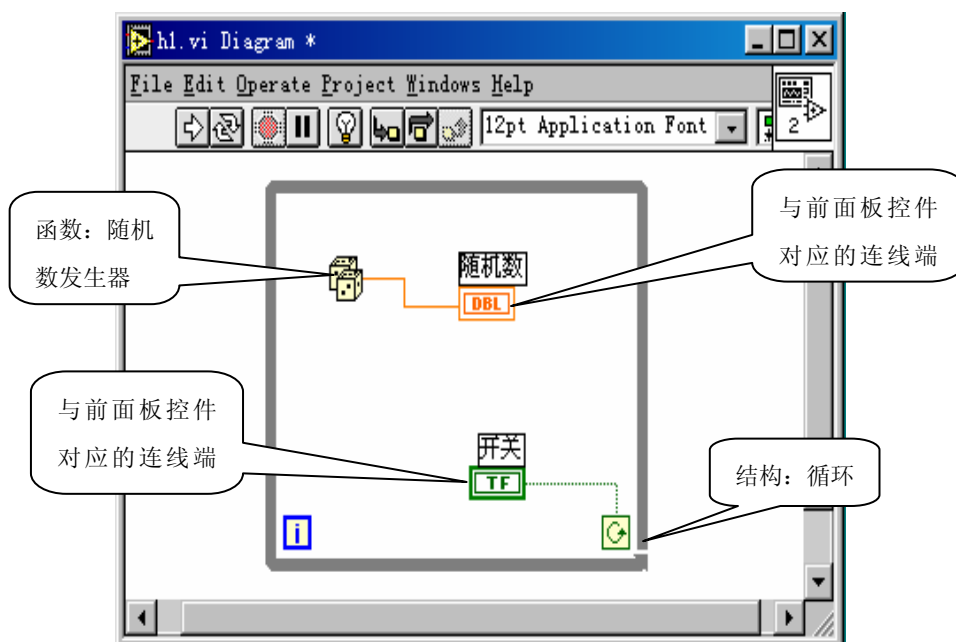 h1.vi Diagram *
File Edit Operate Project Windows Help
12pt Application Font
2
函数：随机
数发生器
与前面板控件
对应的连线端
随机数
DBL
与前面板控件
对应的连线端
开关
TF
结构：循环
i